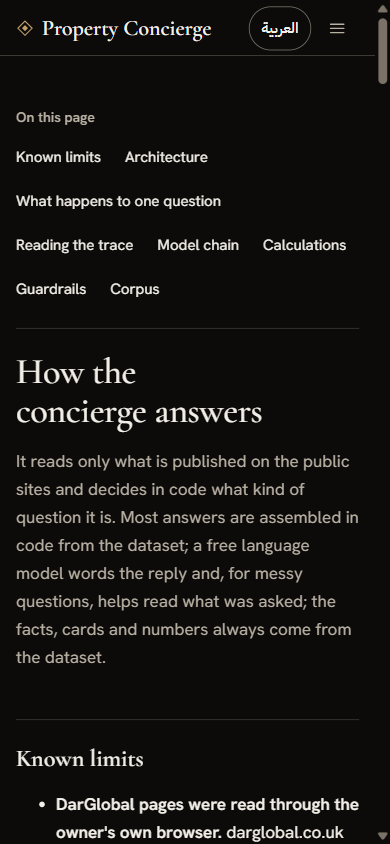 Property Concierge
العربية
On this page
Known limits Architecture
What happens to one question
Reading the trace Model chain Calculations
Guardrails Corpus
How the
concierge answers
It reads only what is published on the public
sites and decides in code what kind of
question it is. Most answers are assembled in
code from the dataset; a free language
model words the reply and, for messy
questions, helps read what was asked; the
facts, cards and numbers always come from
the dataset.
Known limits
• DarGlobal pages were read through the
owner's own browser. darglobal.co.uk